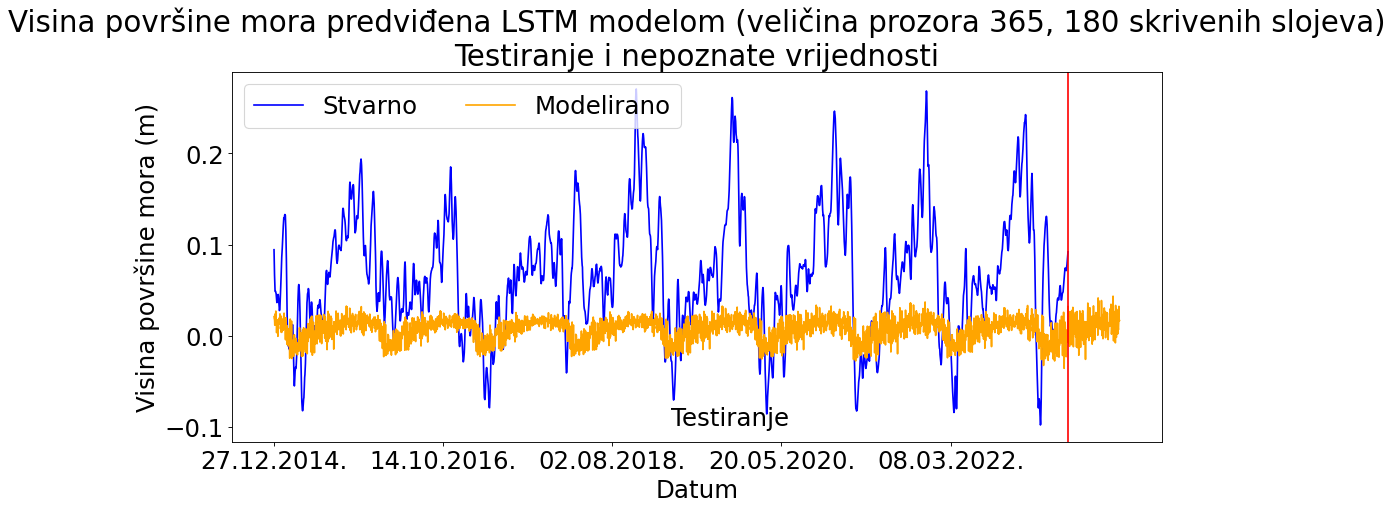 Visina površine mora predviđena LSTM modelom (veličina prozora 365, 180 skrivenih slojeva)
Testiranje i nepoznate vrijednosti
Stvarno
Modelirano
Visina površine mora (m)
0.2
0.1
0.0
−0.1
Testiranje
27.12.2014.
14.10.2016.
02.08.2018.
20.05.2020.
08.03.2022.
Datum